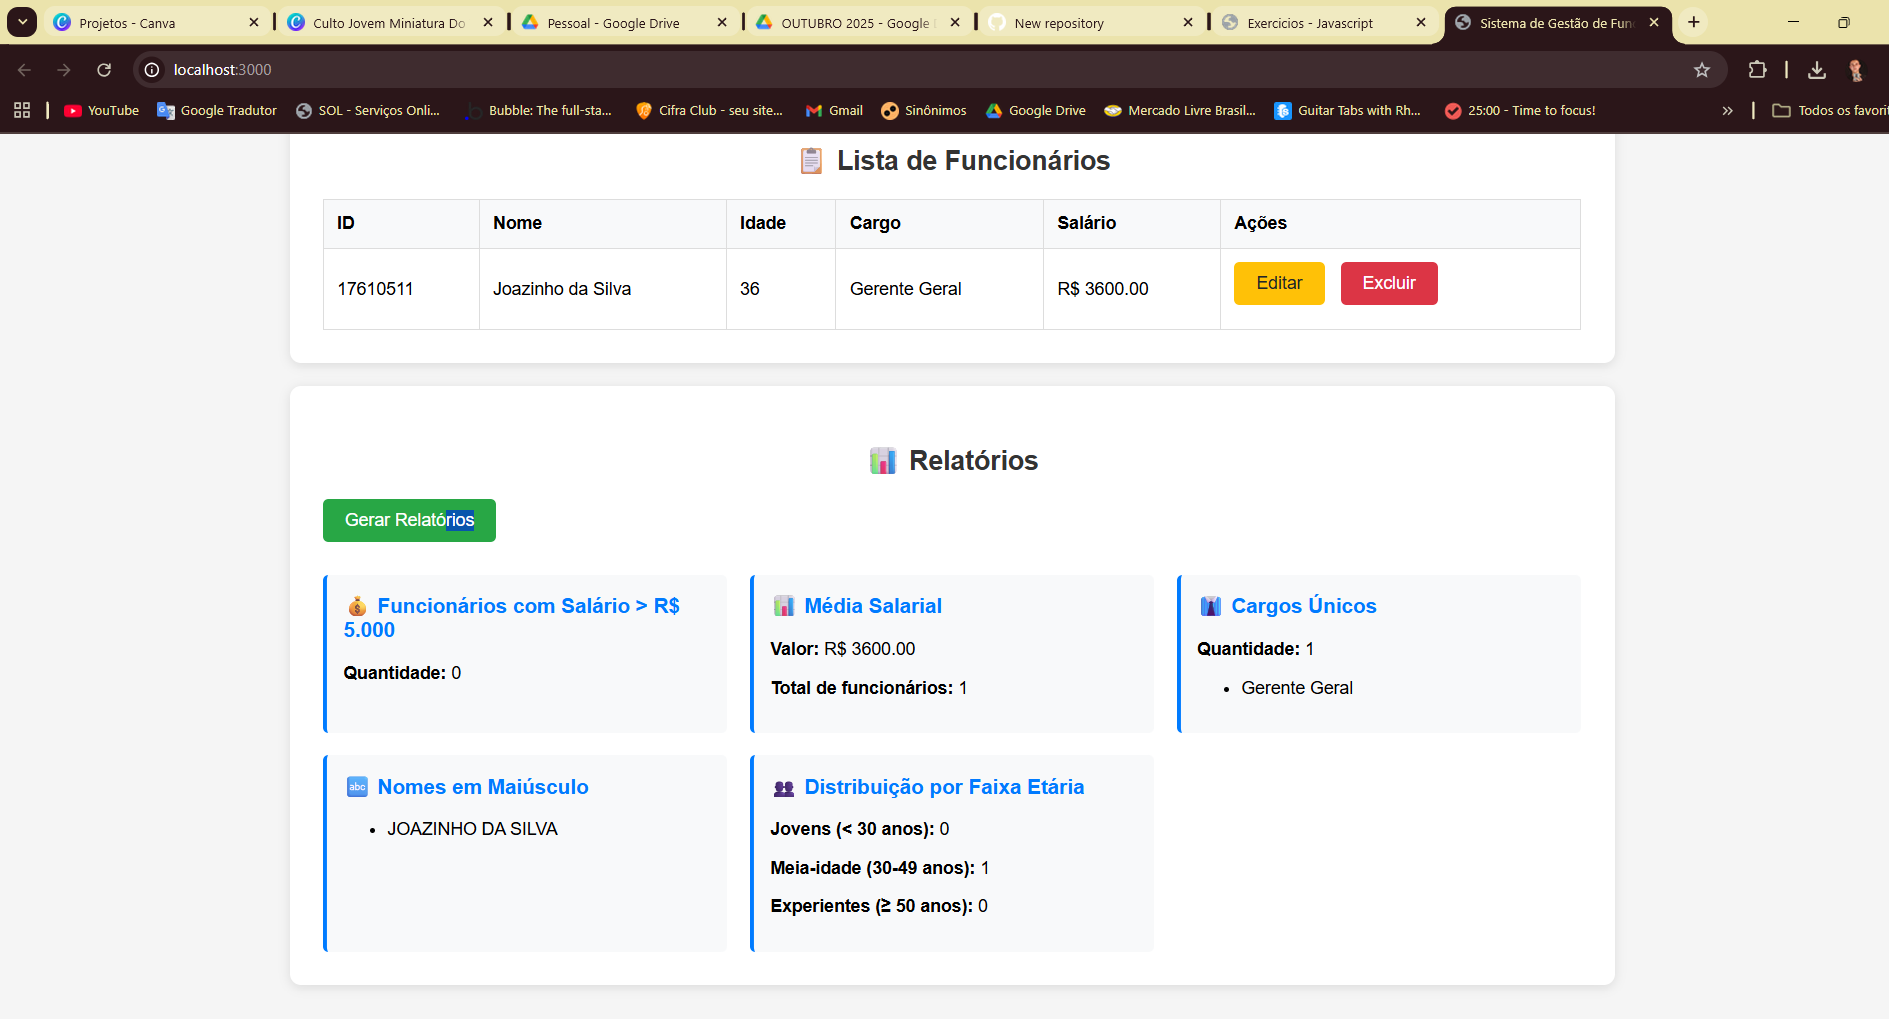 Projetos - Canva
Culto Jovem Miniatura Do
Pessoal - Google Drive
OUTUBRO 2025 - Google
New repository
Exercicios - Javascript
Sistema de Gestão de Fun
localhost:3000
YouTube
Google Tradutor
SOL - Serviços Onli...
Bubble: The full-sta...
Cifra Club - seu site...
Gmail
Sinônimos
Google Drive
Mercado Livre Brasil...
Guitar Tabs with Rh...
25:00 - Time to focus!
»
Todos os favorit
Lista de Funcionários
ID Nome Idade Cargo Salário Ações
17610511 Joazinho da Silva 36 Gerente Geral R$ 3600.00 Editar Excluir
Relatórios
Gerar Relatórios
Funcionários com Salário > R$
5.000
Quantidade: 0
Média Salarial
Valor: R$ 3600.00
Total de funcionários: 1
Cargos Únicos
Quantidade: 1
• Gerente Geral
abc Nomes em Maiúsculo
• JOAZINHO DA SILVA
Distribuição por Faixa Etária
Jovens (< 30 anos): 0
Meia-idade (30-49 anos): 1
Experientes (≥ 50 anos): 0